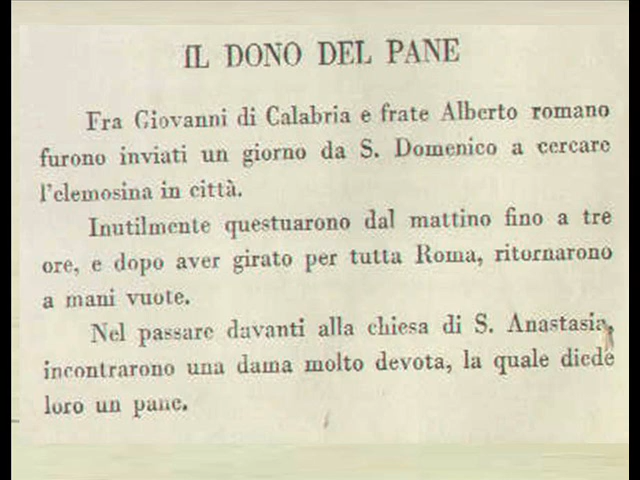 IL DONO DEL PANE
Fra Giovanni di Calabria e frate Alberto romano
furono inviati un giorno da S. Domenico a cercare
l'elemosina in città.
Inutilmente questuarono dal mattino fino a tre
ore, e dopo aver girato per tutta Roma, ritornarono
a mani vuote.
Nel passare davanti alla chiesa di S. Anastasia,
incontrarono una dama molto devota, la quale diede
loro un pane.